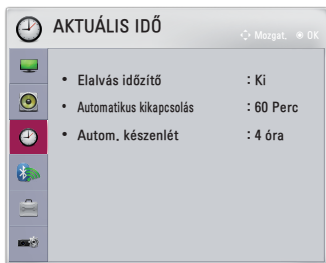 AKTUÁLIS IDŐ
Mozgat. OK
• Elalvás időzítő : Ki
• Automatikus kikapcsolás : 60 Perc
• Autom. készenlét : 4 óra